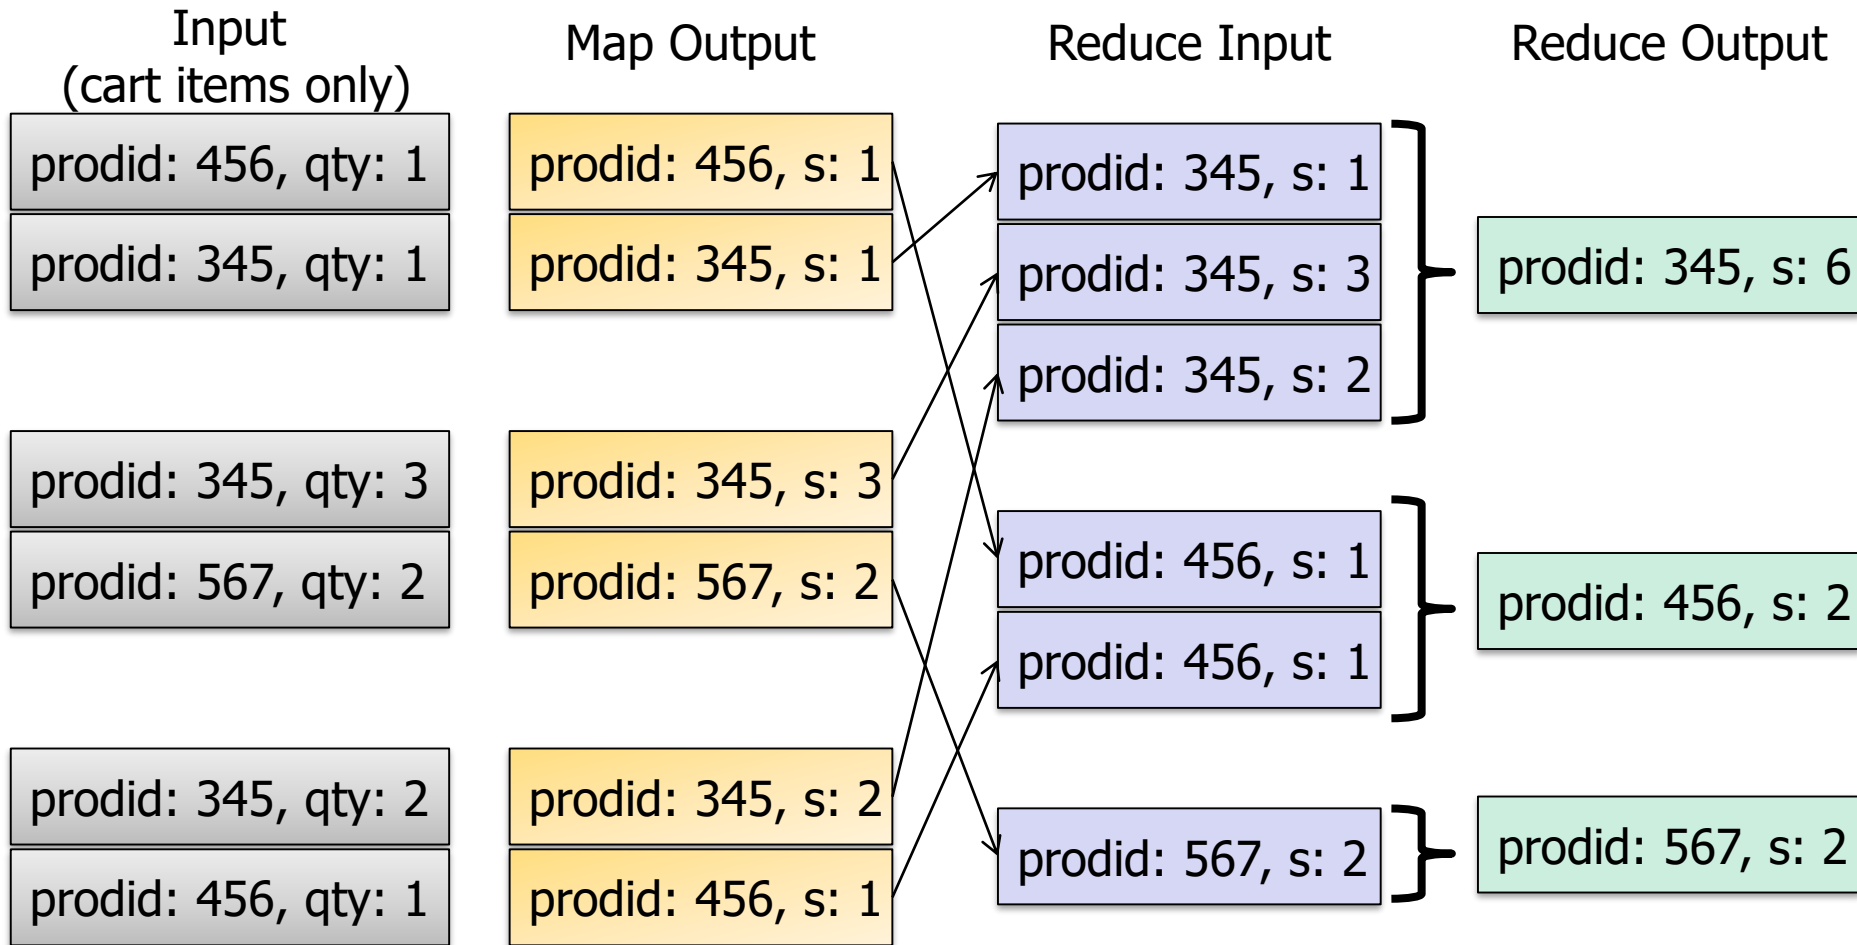 Input
(cart items only)
prodid: 456, qty: 1
prodid: 345, qty: 1
prodid: 345, qty: 3
prodid: 567, qty: 2
prodid: 345, qty: 2
prodid: 456, qty: 1
Map Output
prodid: 456, s: 1
prodid: 345, s: 1
prodid: 345, s: 3
prodid: 567, s: 2
prodid: 345, s: 2
prodid: 456, s: 1
Reduce Input
prodid: 345, s: 1
prodid: 345, s: 3
prodid: 345, s: 2
prodid: 456, s: 1
prodid: 456, s: 1
prodid: 567, s: 2
Reduce Output
prodid: 345, s: 6
prodid: 456, s: 2
prodid: 567, s: 2